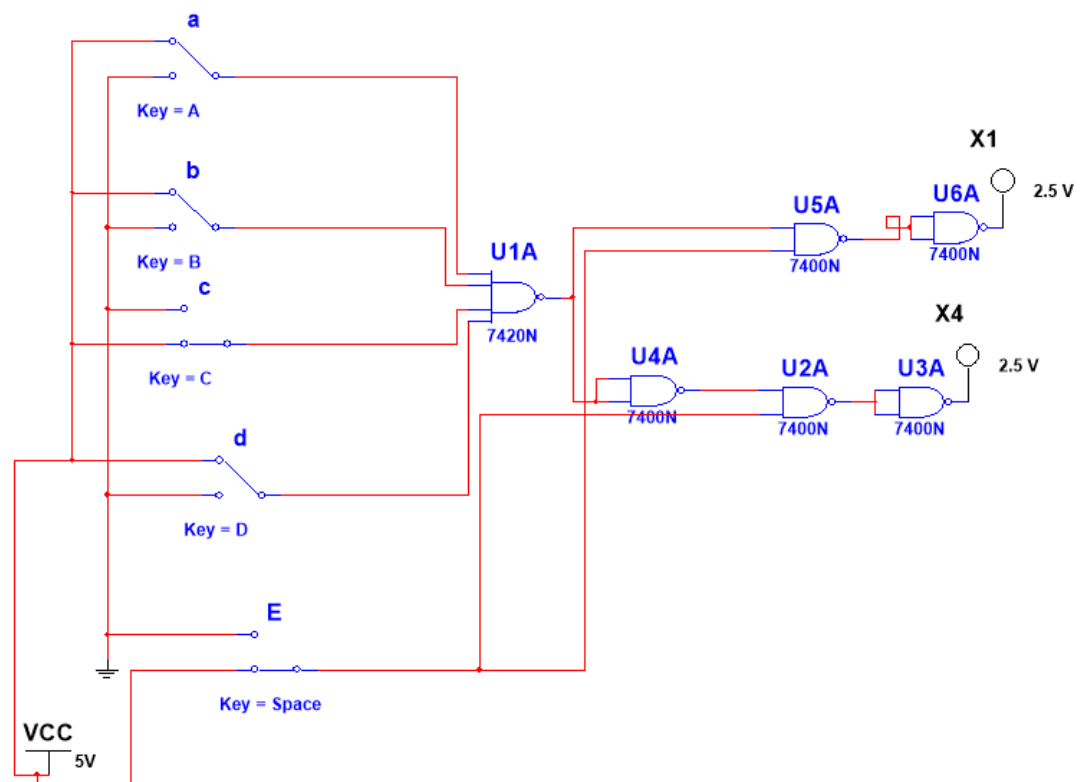 a
Key = A
b
Key = B
c
Key = C
d
Key = D
E
Key = Space
VCC
5V
U1A
7420N
U5A
7400N
U6A
7400N
X1
2.5 V
U4A
7400N
U2A
7400N
U3A
7400N
X4
2.5 V